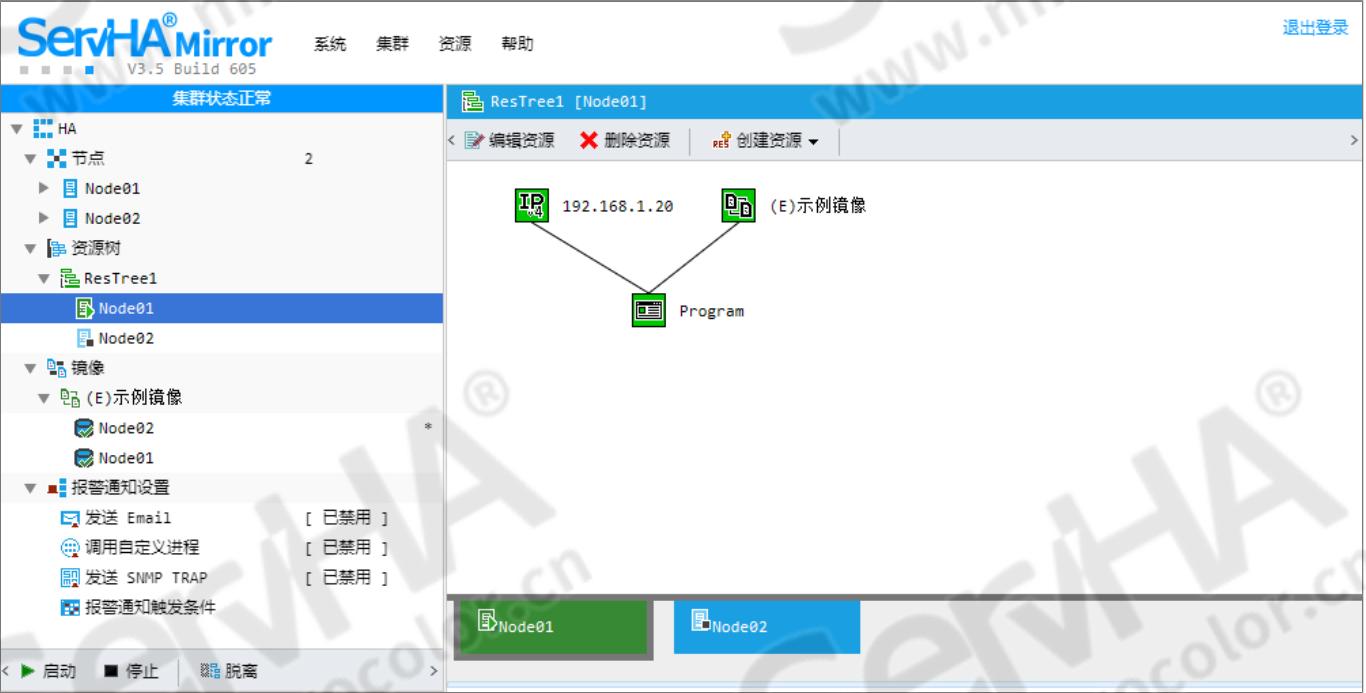 ServHA® Mirror
V3.5 Build 605
系统 集群 资源 帮助
退出登录
集群状态正常
HA
节点 2
Node01
Node02
资源树
ResTree1
Node01
Node02
镜像
(E)示例镜像
Node02 *
Node01
报警通知设置
发送 Email [ 已禁用 ]
调用自定义进程 [ 已禁用 ]
发送 SNMP TRAP [ 已禁用 ]
报警通知触发条件
< 启动 停止 脱离 >
ResTree1 [Node01]
< 编辑资源 删除资源 RES 创建资源 >
IPv4 192.168.1.20 (E)示例镜像
Program
Node01 Node02
ServHA®
ServHA®